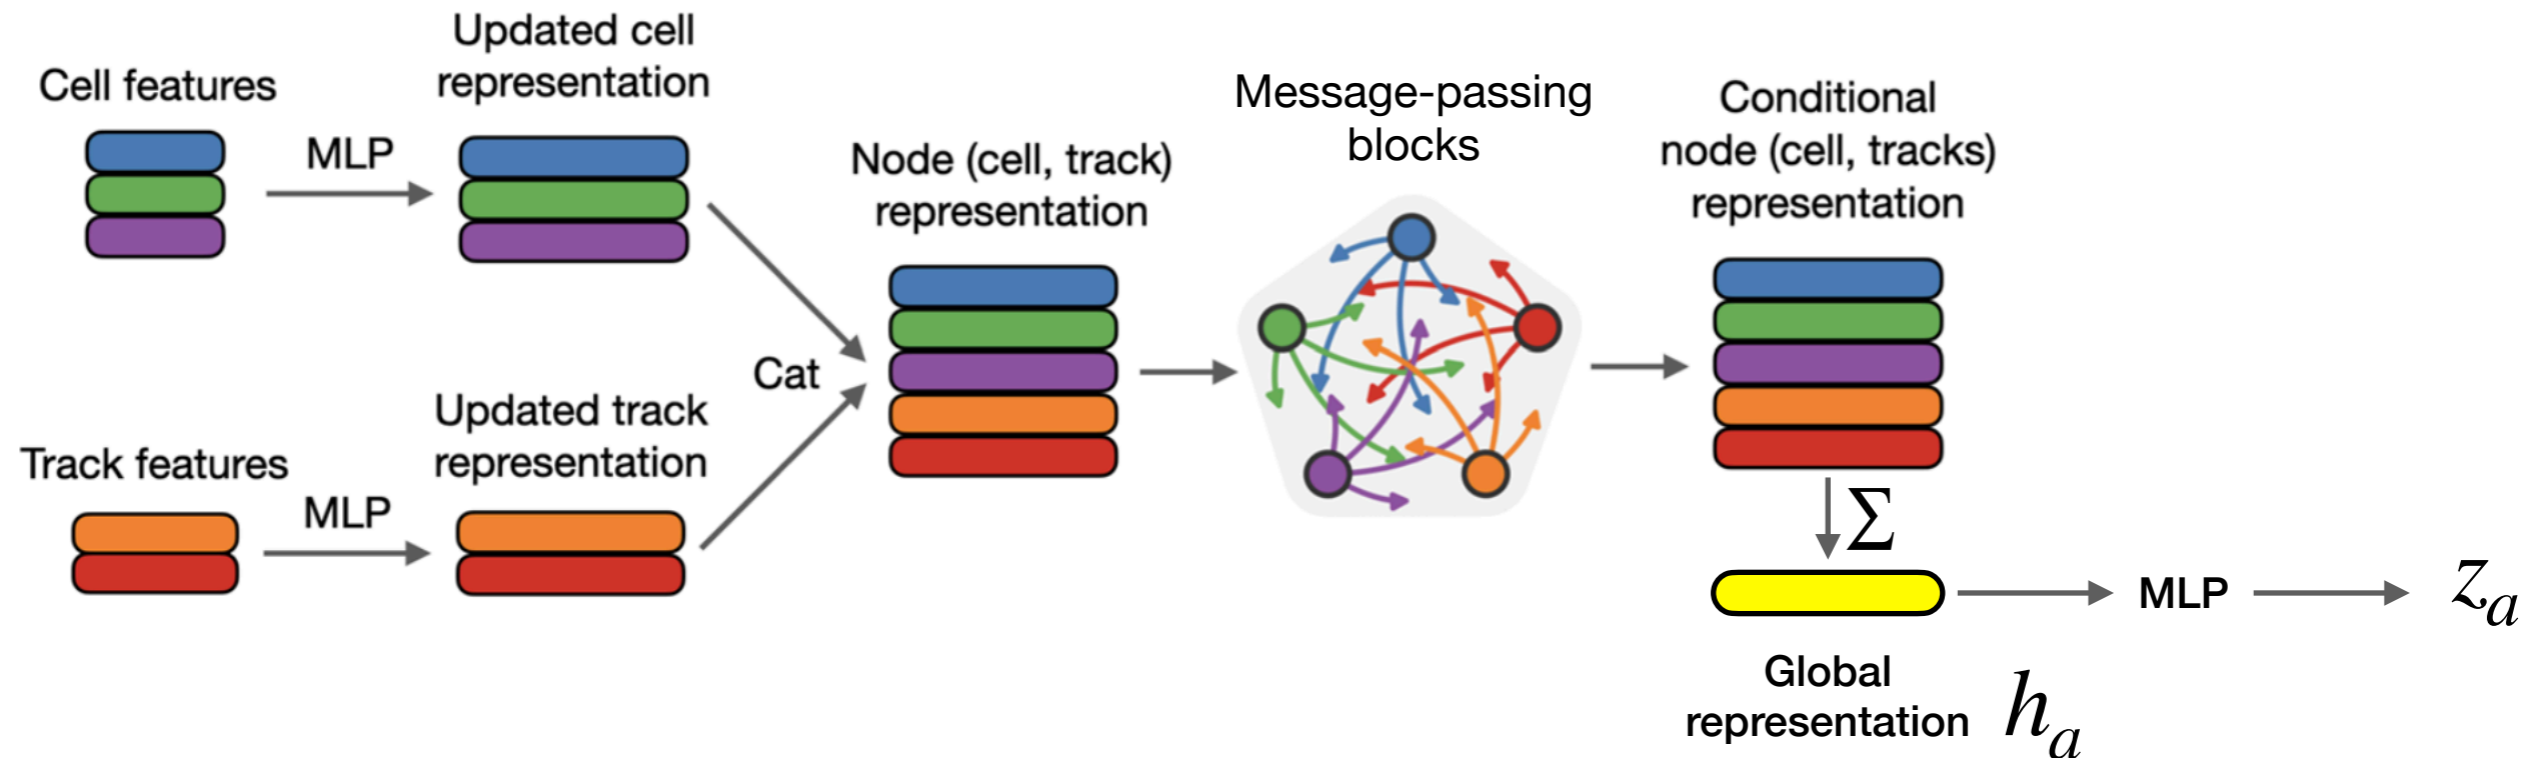 Cell features
MLP
Updated cell
representation
Track features
MLP
Updated track
representation
Cat
Node (cell, track)
representation
Message-passing
blocks
Conditional
node (cell, tracks)
representation
Σ
Global
representation
h_a
MLP
z_a